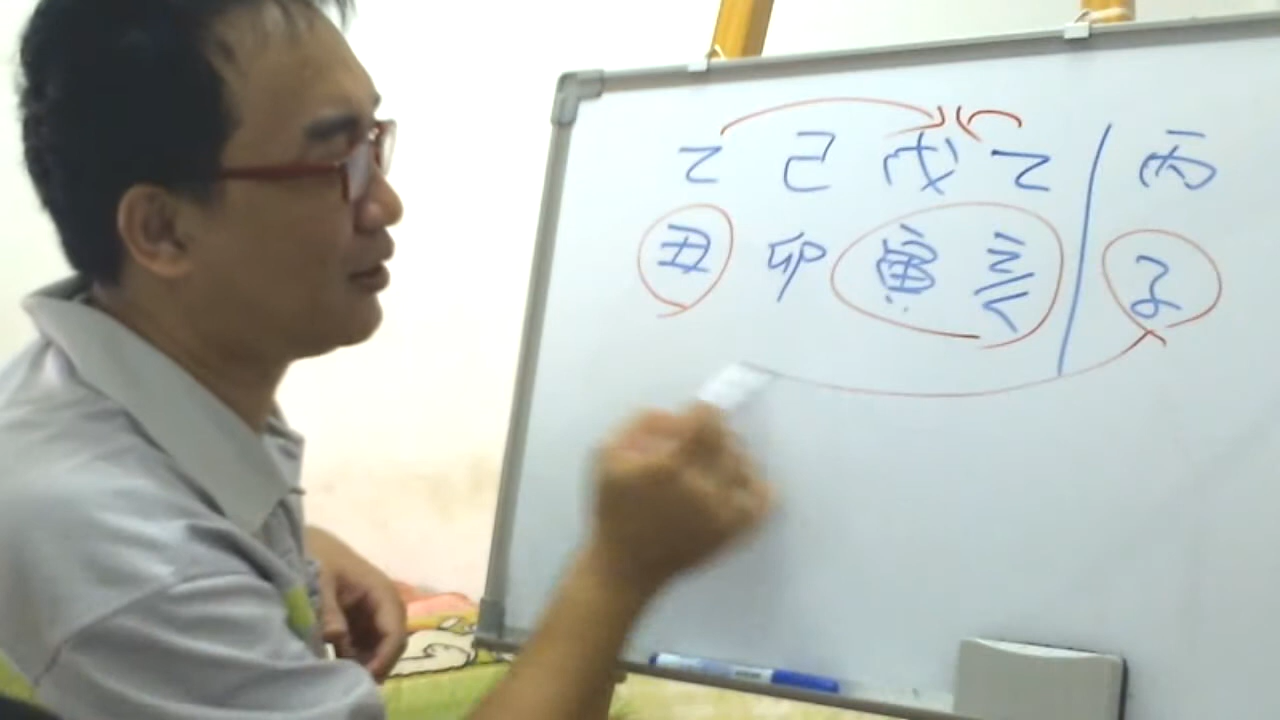 乙 己 戊 乙 丙
丑 卯 寅 亥 子